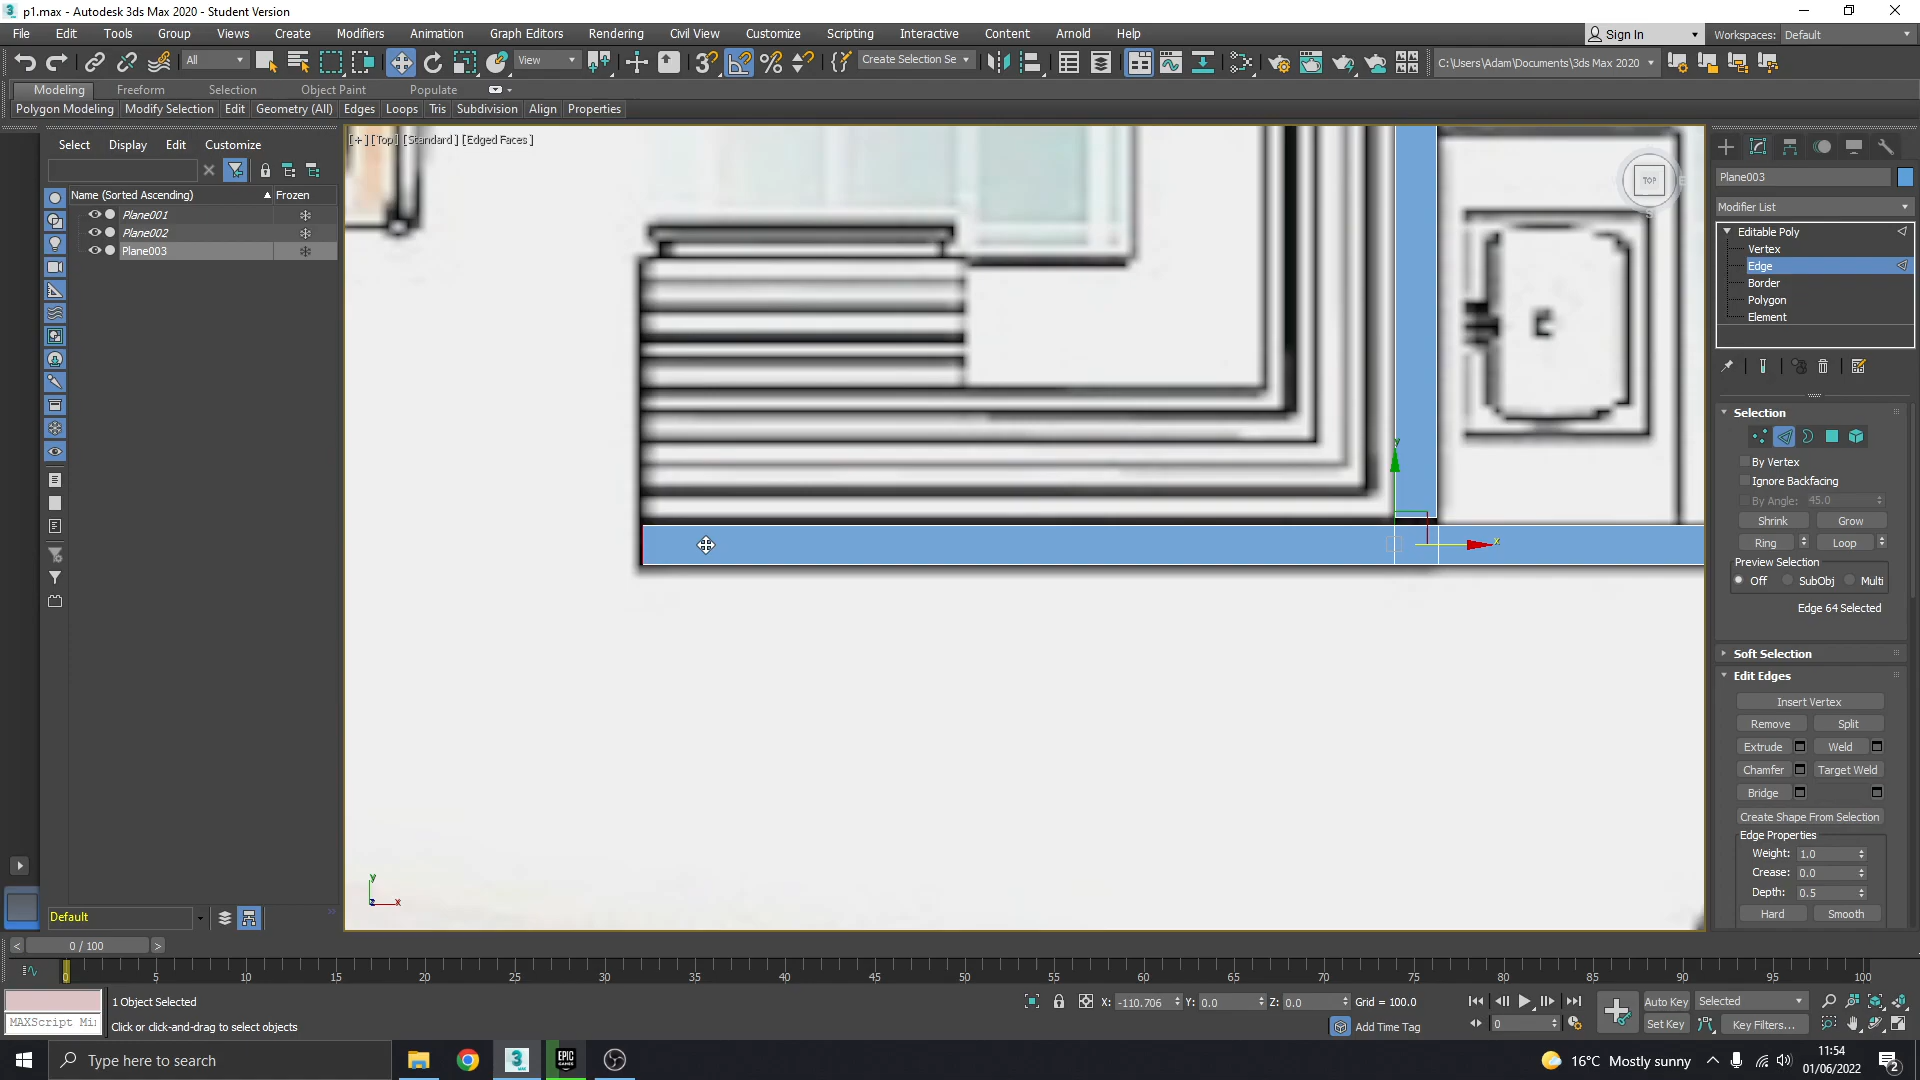 p1.max - Autodesk 3ds Max 2020 - Student Version
File Edit Tools Group Views Create Modifiers Animation Graph Editors Rendering Civil View Customize Scripting Interactive Content Arnold Help
Sign In
Workspaces: Default
All
View
Create Selection Se
C:\Users\Adam\Documents\3ds Max 2020
Modeling Freeform Selection Object Paint Populate
Polygon Modeling Modify Selection Edit Geometry (All) Edges Loops Tris Subdivision Align Properties
Select Display Edit Customize
[+] [Top] [Standard] [Edged Faces]
Name (Sorted Ascending) Frozen
Plane001
Plane002
Plane003
TOP
S
y
x
y
x
z
Plane003
Modifier List
Editable Poly
Vertex
Edge
Border
Polygon
Element
Selection
By Vertex
Ignore Backfacing
By Angle: 45.0
Shrink Grow
Ring Loop
Preview Selection
Off SubObj Multi
Edge 64 Selected
Soft Selection
Edit Edges
Insert Vertex
Remove Split
Extrude Weld
Chamfer Target Weld
Bridge
Create Shape From Selection
Edge Properties
Weight: 1.0
Crease: 0.0
Depth: 0.5
Hard Smooth
Default
0 / 100
0 5 10 15 20 25 30 35 40 45 50 55 60 65 70 75 80 85 90 95 100
1 Object Selected
X: -110.706 Y: 0.0 Z: 0.0 Grid = 100.0
Auto Key Selected
MAXScript Mi
Click or click-and-drag to select objects
Add Time Tag
0
Set Key Key Filters...
Type here to search
EPIC GAMES
16°C Mostly sunny
11:54
01/06/2022
2